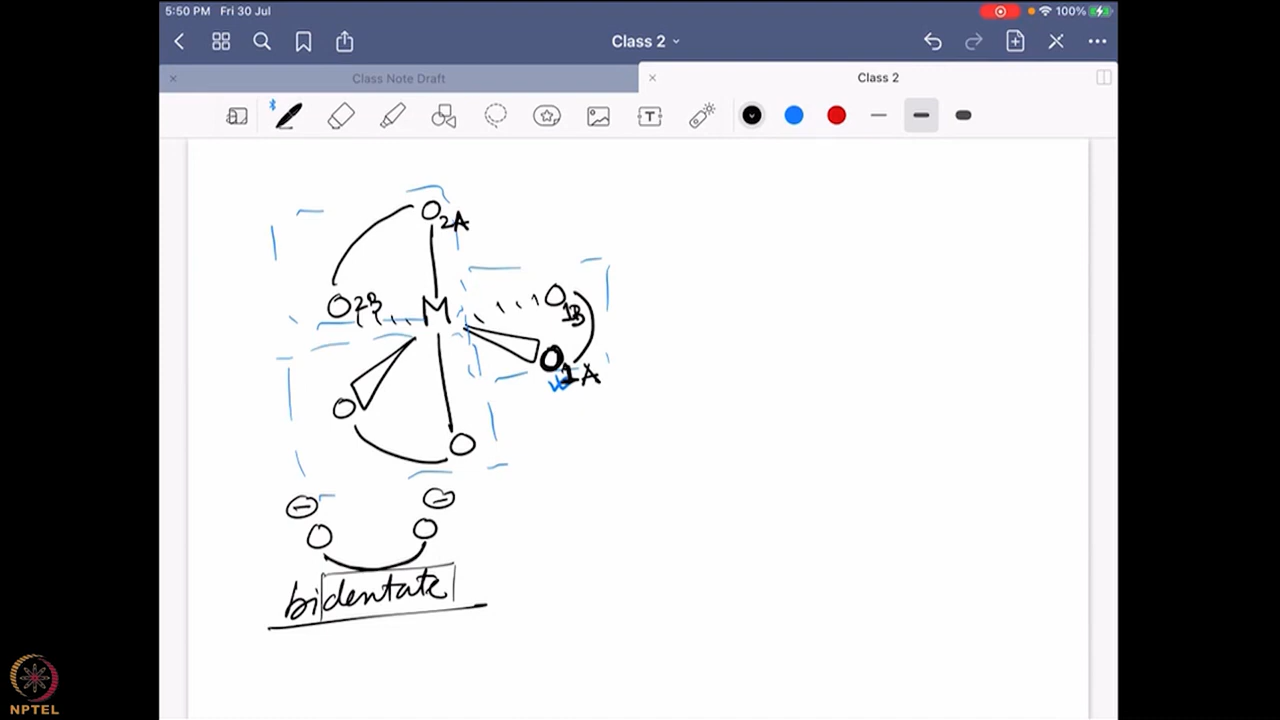 5:50 PM Fri 30 Jul
100%
Class 2
Class Note Draft
Class 2
T
O2A
O2B
M
O1B
O1A
O
O
O
O
bidentate
NPTEL